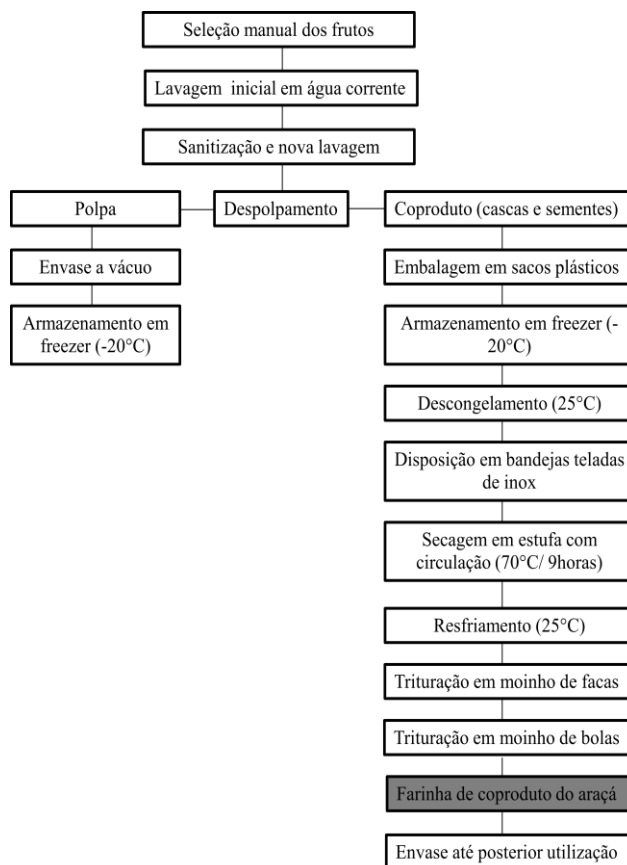 Seleção manual dos frutos
Lavagem inicial em água corrente
Sanitização e nova lavagem
Polpa
Despolpamento
Coproduto (cascas e sementes)
Envase a vácuo
Embalagem em sacos plásticos
Armazenamento em
freezer (-20°C)
Armazenamento em freezer (-
20°C)
Descongelamento (25°C)
Disposição em bandejas teladas
de inox
Secagem em estufa com
circulação (70°C/ 9horas)
Resfriamento (25°C)
Trituração em moinho de facas
Trituração em moinho de bolas
Farinha de coproduto do araçá
Envase até posterior utilização